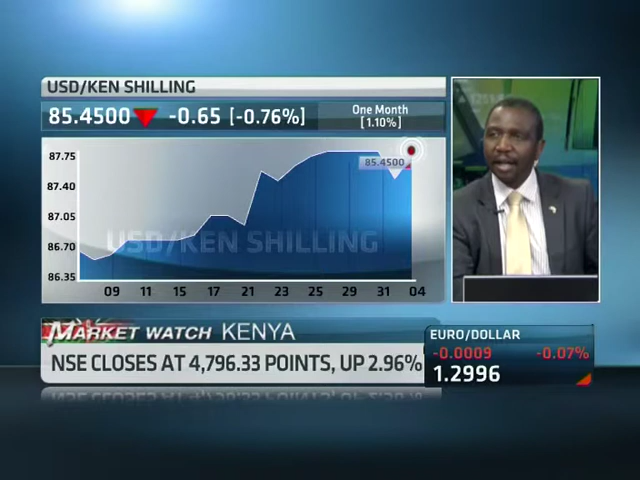 USD/KEN SHILLING
85.4500 -0.65 [-0.76%]
One Month
[1.10%]
87.75
87.40
87.05
86.70
86.35
85.4500
USD/KEN SHILLING
09 11 15 17 21 23 25 29 31 04
MARKET WATCH KENYA
NSE CLOSES AT 4,796.33 POINTS, UP 2.96%
EURO/DOLLAR
-0.0009 -0.07%
1.2996